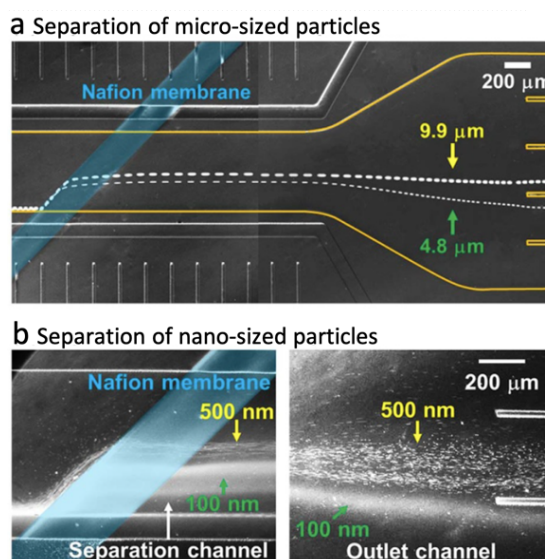 a Separation of micro-sized particles
Nafion membrane
200 μm
9.9 μm
4.8 μm
b Separation of nano-sized particles
Nafion membrane
500 nm
100 nm
Separation channel
200 μm
500 nm
100 nm
Outlet channel